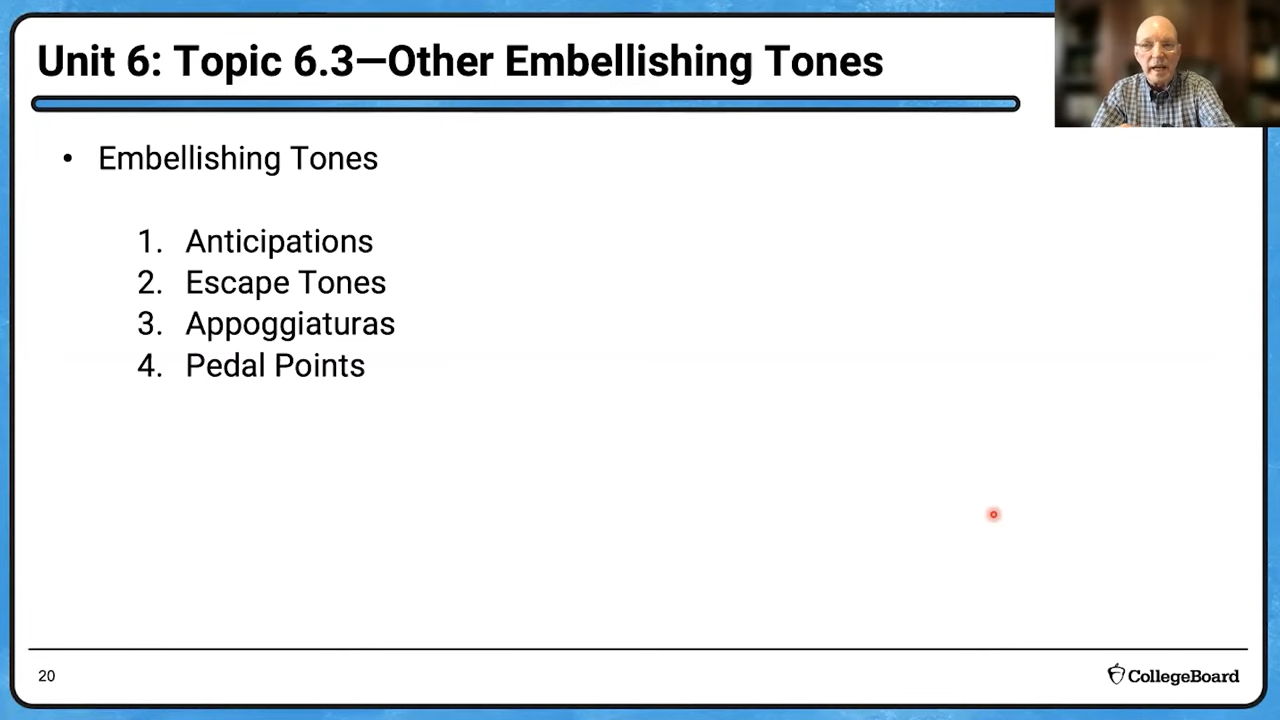 Unit 6: Topic 6.3—Other Embellishing Tones
• Embellishing Tones
1. Anticipations
2. Escape Tones
3. Appoggiaturas
4. Pedal Points
20
CollegeBoard